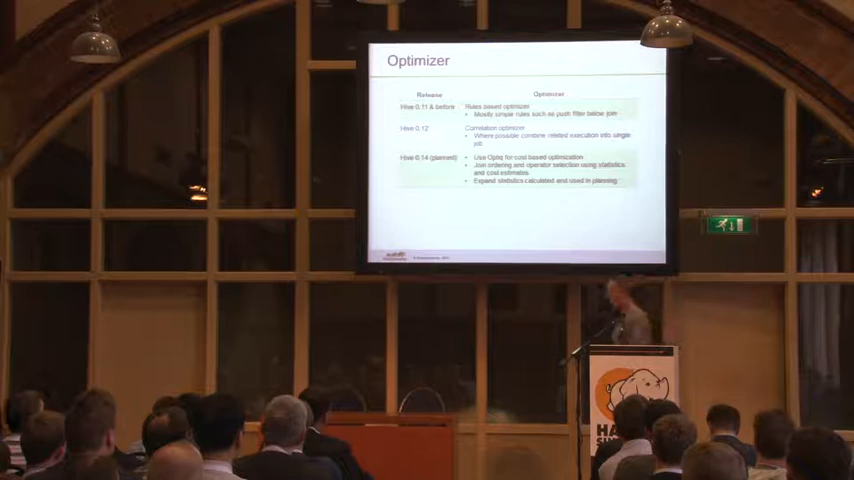 Optimizer
Release Optimizer
Hive 0.11 & before Rules based optimizer
• Mostly simple rules such as push filter below join
Hive 0.12 Correlation optimizer
• Where possible combine related execution into single
job
Hive 0.14 (planned) • Use Optiq for cost based optimization
• Join ordering and operator selection using statistics
and cost estimates
• Expand statistics calculated and used in planning